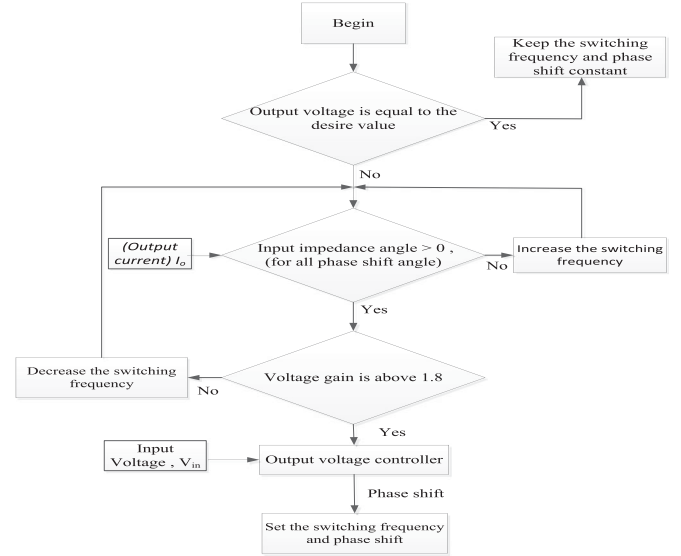 Begin
Keep the switching
frequency and phase
shift constant
Output voltage is equal to the
desire value
Yes
No
(Output
current) Io
Input impedance angle > 0 ,
(for all phase shift angle)
No
Increase the switching
frequency
Yes
Decrease the switching
frequency
No
Voltage gain is above 1.8
Yes
Input
Voltage , Vin
Output voltage controller
Phase shift
Set the switching frequency
and phase shift